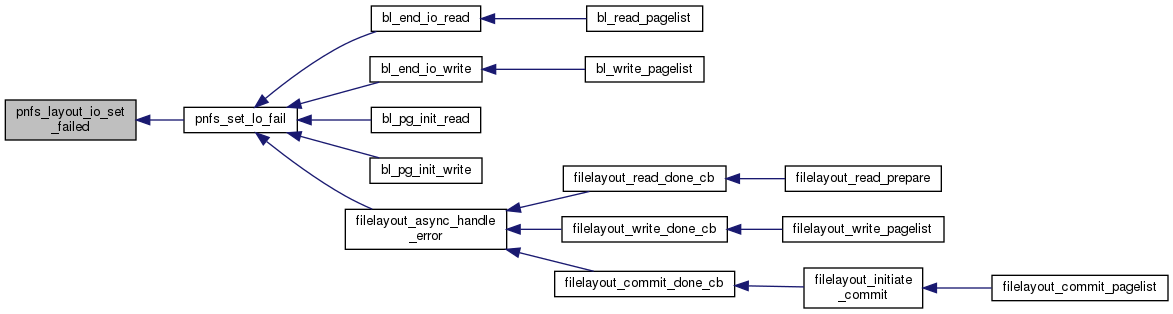 bl_end_io_read
bl_read_pagelist
bl_end_io_write
bl_write_pagelist
pnfs_layout_io_set
_failed
pnfs_set_lo_fail
bl_pg_init_read
bl_pg_init_write
filelayout_read_done_cb
filelayout_read_prepare
filelayout_async_handle
_error
filelayout_write_done_cb
filelayout_write_pagelist
filelayout_commit_done_cb
filelayout_initiate
_commit
filelayout_commit_pagelist